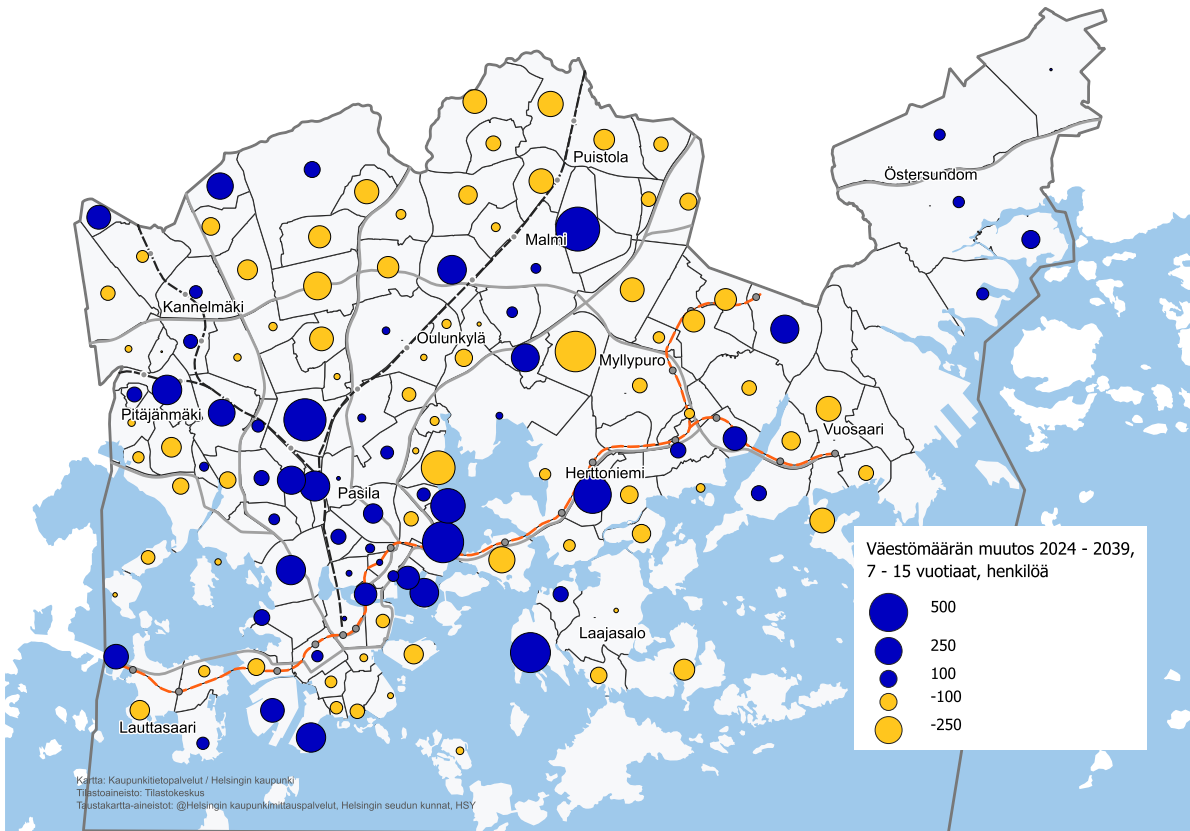 Puistola
Östersundom
Malmi
Kannelmäki
Oulunkylä
Myllypuro
Pitäjänmäki
Vuosaari
Herttoniemi
Pasila
Laajasalo
Lauttasaari
Väestömäärän muutos 2024 - 2039,
7 - 15 vuotiaat, henkilöä
500
250
100
-100
-250
Kartta: Kaupunkitietopalvelut / Helsingin kaupunki
Tilastoaineisto: Tilastokeskus
Taustakartta-aineistot: @Helsingin kaupunkimittauspalvelut, Helsingin seudun kunnat, HSY